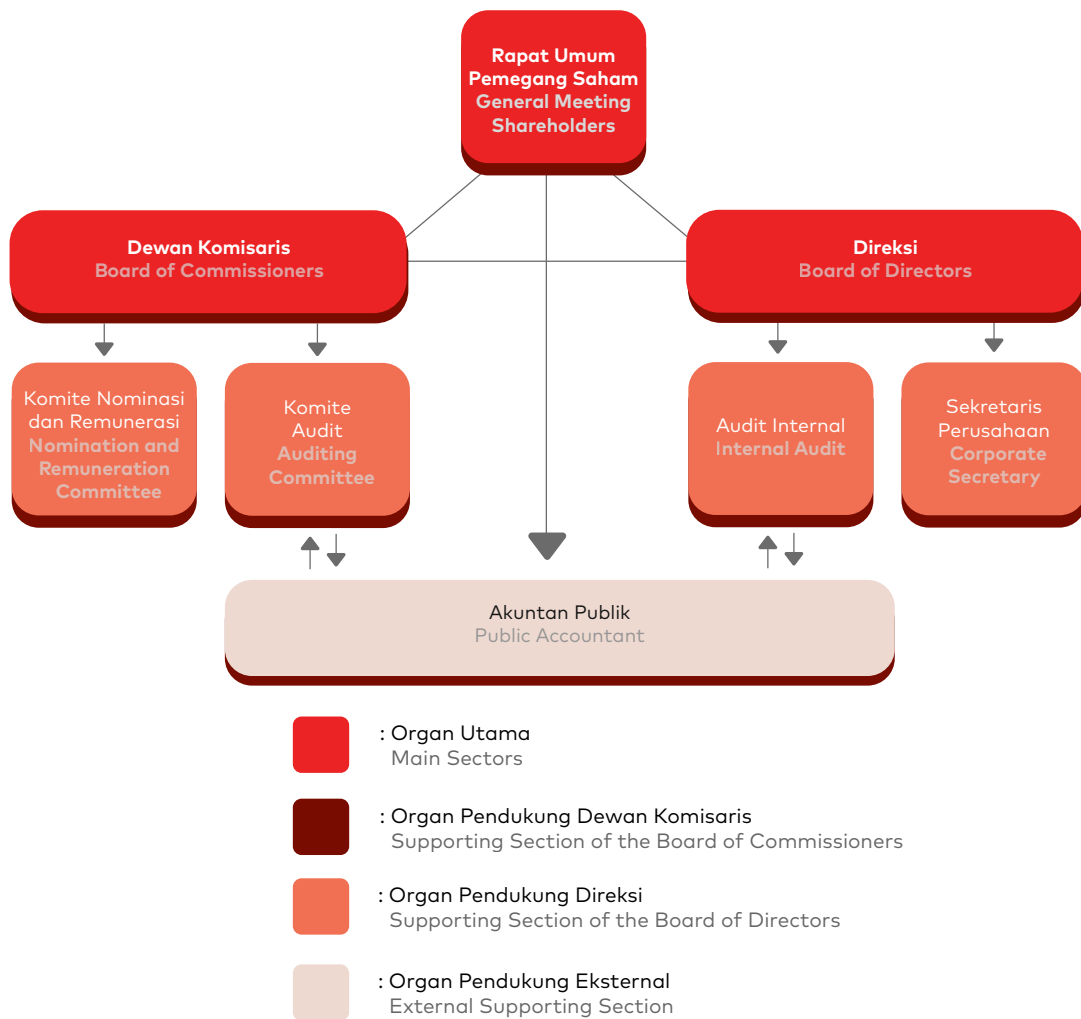 Rapat Umum
Pemegang Saham
General Meeting
Shareholders
Dewan Komisaris
Board of Commissioners
Direksi
Board of Directors
Komite Nominasi
dan Remunerasi
Nomination and
Remuneration
Committee
Komite
Audit
Auditing
Committee
Audit Internal
Internal Audit
Sekretaris
Perusahaan
Corporate
Secretary
Akuntan Publik
Public Accountant
: Organ Utama
Main Sectors
: Organ Pendukung Dewan Komisaris
Supporting Section of the Board of Commissioners
: Organ Pendukung Direksi
Supporting Section of the Board of Directors
: Organ Pendukung Eksternal
External Supporting Section